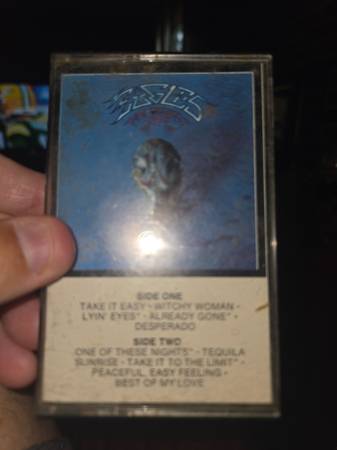 EAGLES
SIDE ONE
TAKE IT EASY · WITCHY WOMAN ·
LYIN' EYES* · ALREADY GONE* ·
DESPERADO
SIDE TWO
ONE OF THESE NIGHTS* · TEQUILA
SUNRISE · TAKE IT TO THE LIMIT* ·
PEACEFUL, EASY FEELING ·
BEST OF MY LOVE